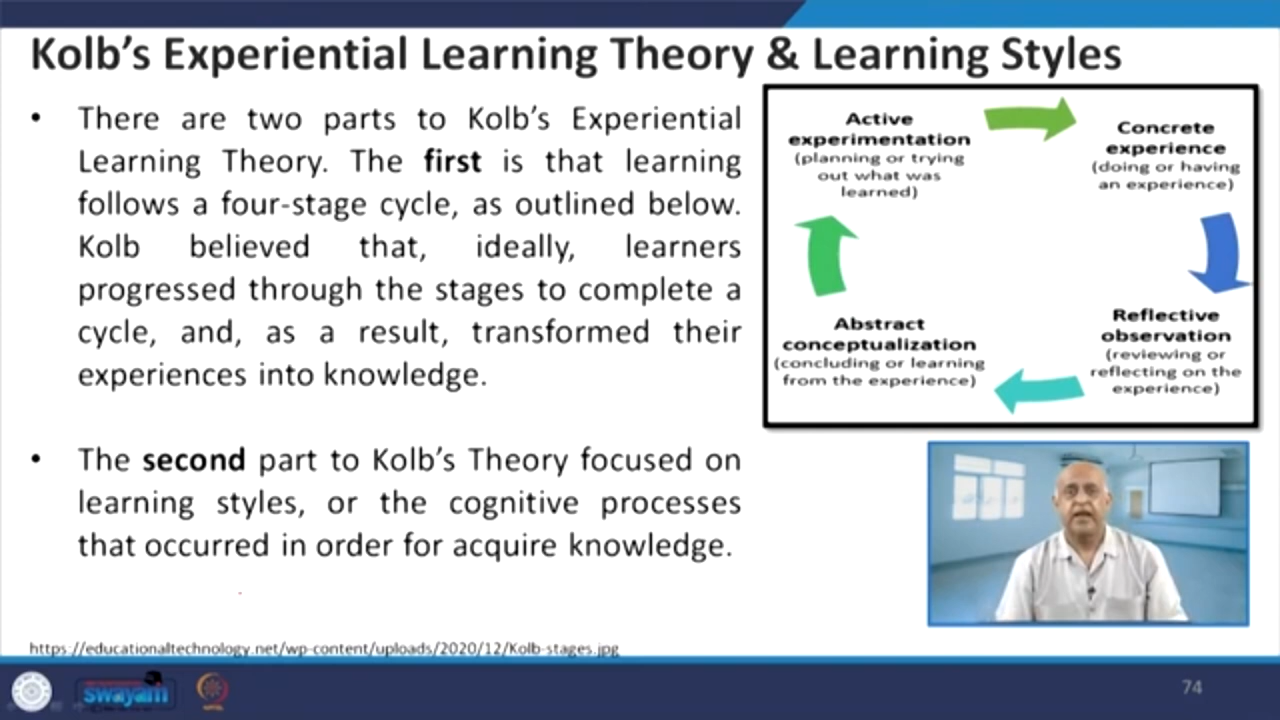 Kolb’s Experiential Learning Theory & Learning Styles
• There are two parts to Kolb’s Experiential
Learning Theory. The first is that learning
follows a four-stage cycle, as outlined below.
Kolb believed that, ideally, learners
progressed through the stages to complete a
cycle, and, as a result, transformed their
experiences into knowledge.
• The second part to Kolb’s Theory focused on
learning styles, or the cognitive processes
that occurred in order for acquire knowledge.
Active
experimentation
(planning or trying
out what was
learned)
Concrete
experience
(doing or having
an experience)
Reflective
observation
(reviewing or
reflecting on the
experience)
Abstract
conceptualization
(concluding or learning
from the experience)
https://educationaltechnology.net/wp-content/uploads/2020/12/Kolb-stages.jpg
swayam
74